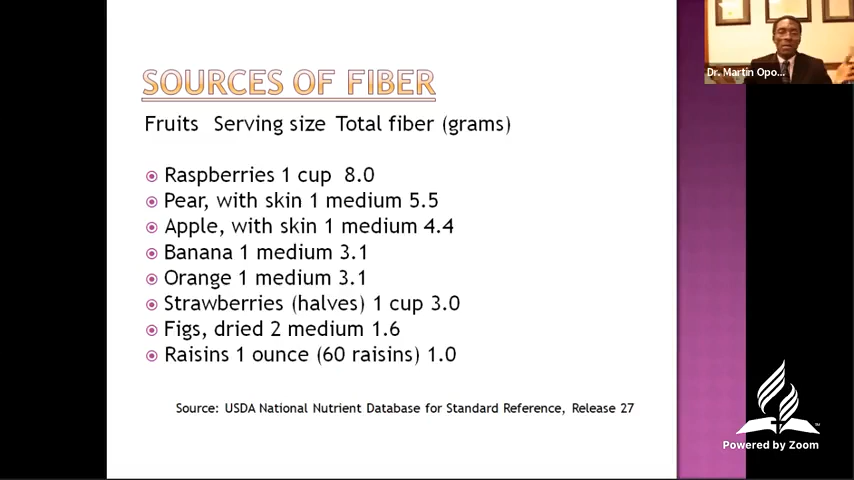 SOURCES OF FIBER
Fruits Serving size Total fiber (grams)
Raspberries 1 cup 8.0
Pear, with skin 1 medium 5.5
Apple, with skin 1 medium 4.4
Banana 1 medium 3.1
Orange 1 medium 3.1
Strawberries (halves) 1 cup 3.0
Figs, dried 2 medium 1.6
Raisins 1 ounce (60 raisins) 1.0
Source: USDA National Nutrient Database for Standard Reference, Release 27
Dr. Martin Opo...
Powered by Zoom